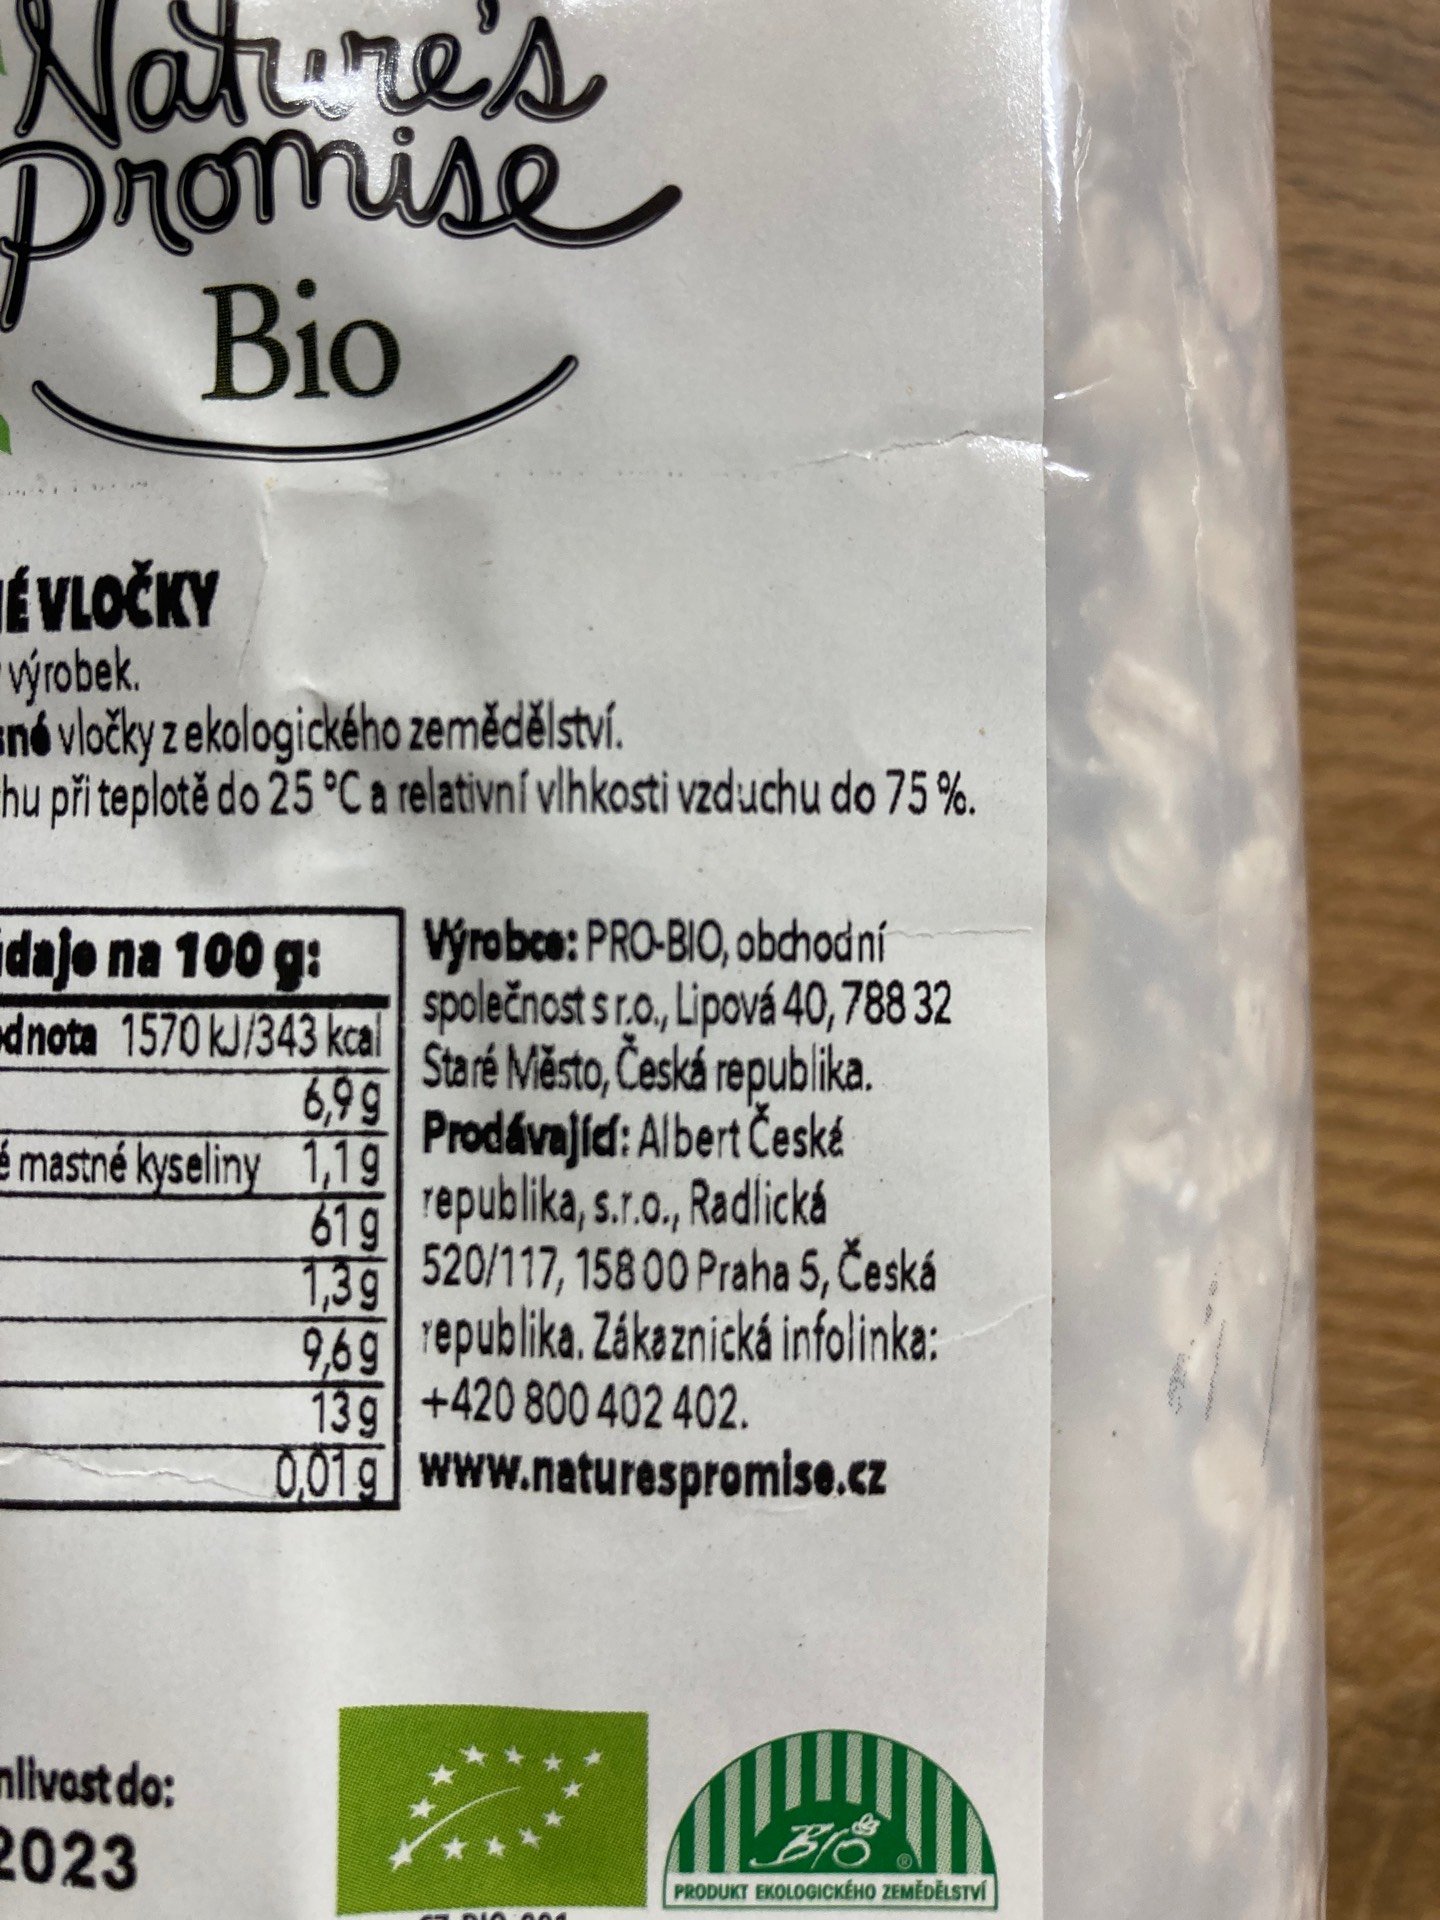 Nature's
Promise
Bio
É VLOČKY
výrobek.
sné vločky z ekologického zemědělství.
hu při teplotě do 25 °C a relativní vlhkosti vzduchu do 75 %.
údaje na 100 g:
odnota 1570 kJ/343 kcal
6,9 g
é mastné kyseliny 1,1 g
61 g
1,3 g
9,6 g
13 g
0,01 g
Výrobce: PRO-BIO, obchodní
společnost s r.o., Lipová 40, 788 32
Staré Město, Česká republika.
Prodávající: Albert Česká
republika, s.r.o., Radlická
520/117, 158 00 Praha 5, Česká
republika. Zákaznická infolinka:
+420 800 402 402.
www.naturespromise.cz
nlivost do:
2023
BIO ®
PRODUKT EKOLOGICKÉHO ZEMĚDĚLSTVÍ